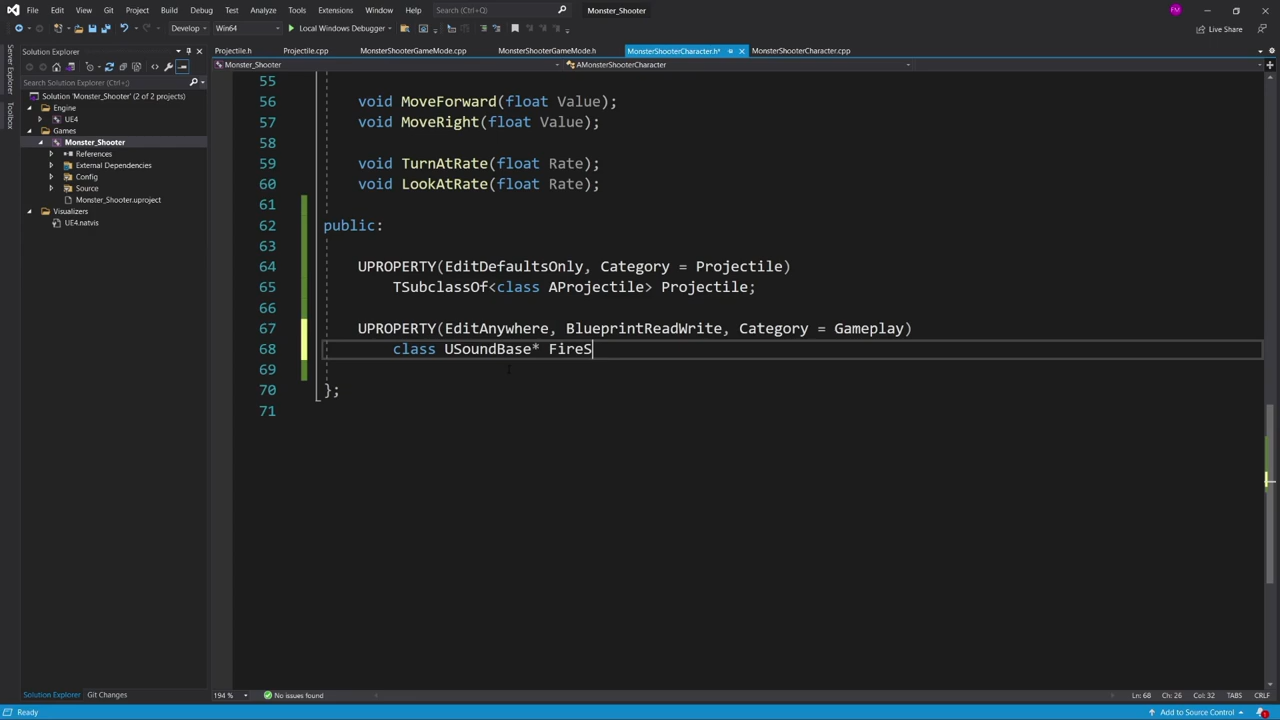 File Edit View Git Project Build Debug Test Analyze Tools Extensions Window Help Search (Ctrl+Q) Monster_Shooter FM
Develop Win64 Local Windows Debugger Live Share
Server Explorer
Toolbox
Solution Explorer
Projectile.h Projectile.cpp MonsterShooterGameMode.cpp MonsterShooterGameMode.h MonsterShooterCharacter.h* MonsterShooterCharacter.cpp
Monster_Shooter AMonsterShooterCharacter
Search Solution Explorer (Ctrl+;)
Solution 'Monster_Shooter' (2 of 2 projects)
Engine
UE4
Games
Monster_Shooter
References
External Dependencies
Config
Source
Monster_Shooter.uproject
Visualizers
UE4.natvis
55
56 void MoveForward(float Value);
57 void MoveRight(float Value);
58
59 void TurnAtRate(float Rate);
60 void LookAtRate(float Rate);
61
62 public:
63
64 UPROPERTY(EditDefaultsOnly, Category = Projectile)
65 TSubclassOf<class AProjectile> Projectile;
66
67 UPROPERTY(EditAnywhere, BlueprintReadWrite, Category = Gameplay)
68 class USoundBase* FireS
69
70 };
71
Solution Explorer Git Changes 194 % No issues found Ln: 68 Ch: 26 Col: 32 TABS CRLF
Ready Add to Source Control 1